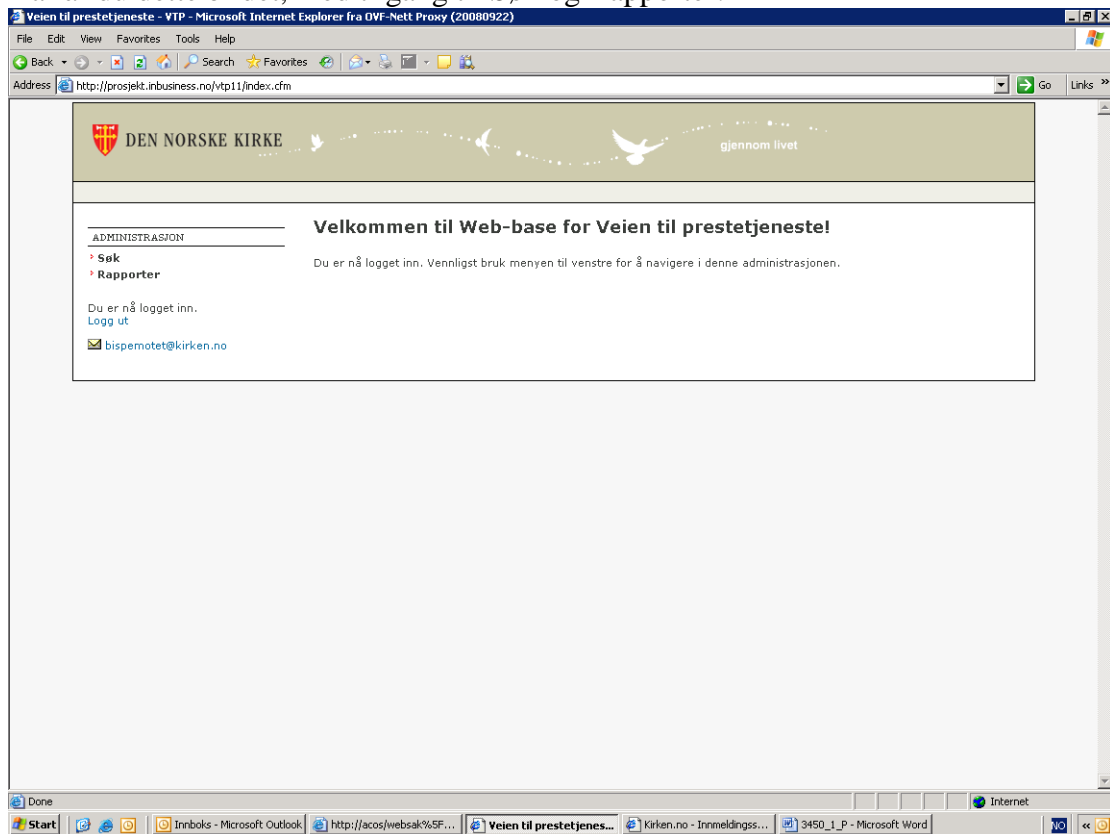 Veien til prestetjeneste - VTP - Microsoft Internet Explorer fra OVF-Nett Proxy (20080922)
File Edit View Favorites Tools Help
Back Search Favorites
Address http://prosjekt.inbusiness.no/vtp11/index.cfm Go Links »
DEN NORSKE KIRKE
gjennom livet
ADMINISTRASJON
Søk
Rapporter
Du er nå logget inn.
Logg ut
bispemotet@kirken.no
Velkommen til Web-base for Veien til prestetjeneste!
Du er nå logget inn. Vennligst bruk menyen til venstre for å navigere i denne administrasjonen.
Done Internet
Start Innboks - Microsoft Outlook http://acos/websak%5F... Veien til prestetjenes... Kirken.no - Innmeldingss... 3450_1_P - Microsoft Word NO «